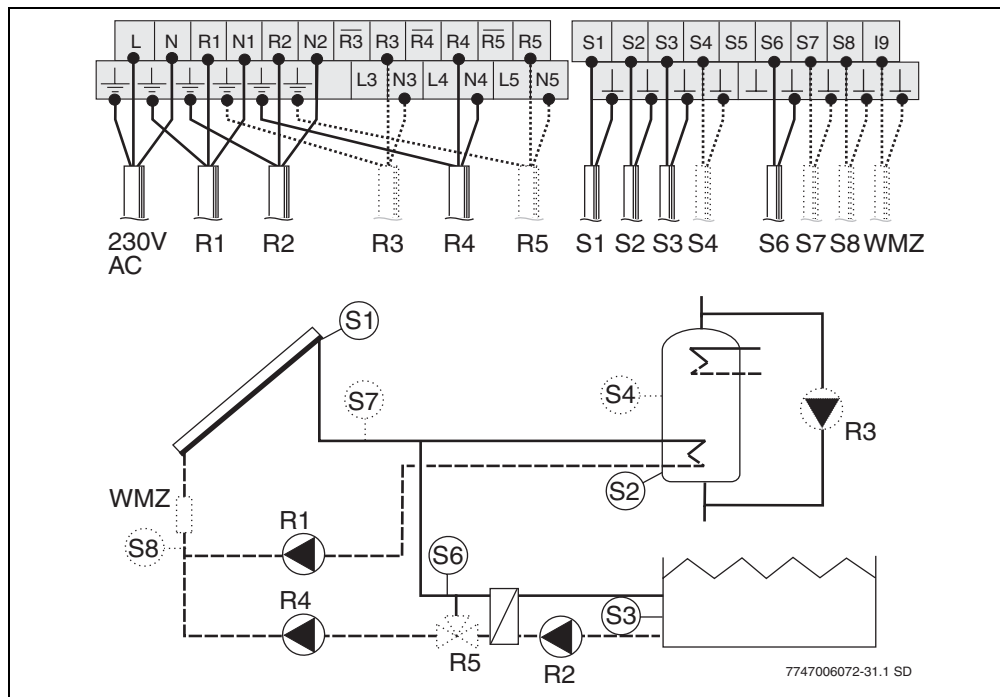 L N R1 N1 R2 N2 R3 R3 R4 R4 R5 R5
L3 N3 L4 N4 L5 N5
S1 S2 S3 S4 S5 S6 S7 S8 I9
230V AC R1 R2 R3 R4 R5
S1 S2 S3 S4 S6 S7 S8 WMZ
S1
S7
S4
R3
S2
WMZ
S8
R1
S6
R4
S3
R5
R2
7747006072-31.1 SD